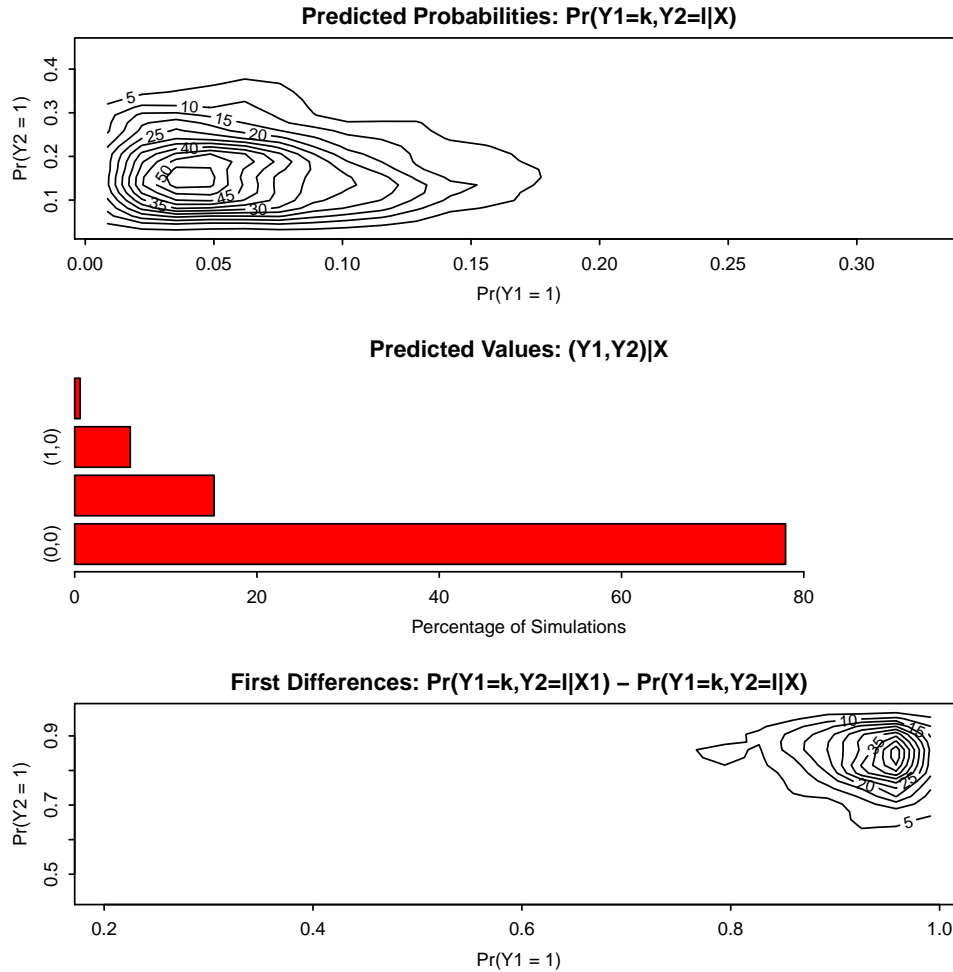 Predicted Probabilities: Pr(Y1=k,Y2=l|X)
Pr(Y2 = 1)
0.4
0.3
0.2
0.1
5
10
15
25
20
40
50
45
35
30
0.00 0.05 0.10 0.15 0.20 0.25 0.30
Pr(Y1 = 1)
Predicted Values: (Y1,Y2)|X
(1,0)
(0,0)
0 20 40 60 80
Percentage of Simulations
First Differences: Pr(Y1=k,Y2=l|X1) − Pr(Y1=k,Y2=l|X)
Pr(Y2 = 1)
0.9
0.7
0.5
10
15
35
20
25
5
0.2 0.4 0.6 0.8 1.0
Pr(Y1 = 1)